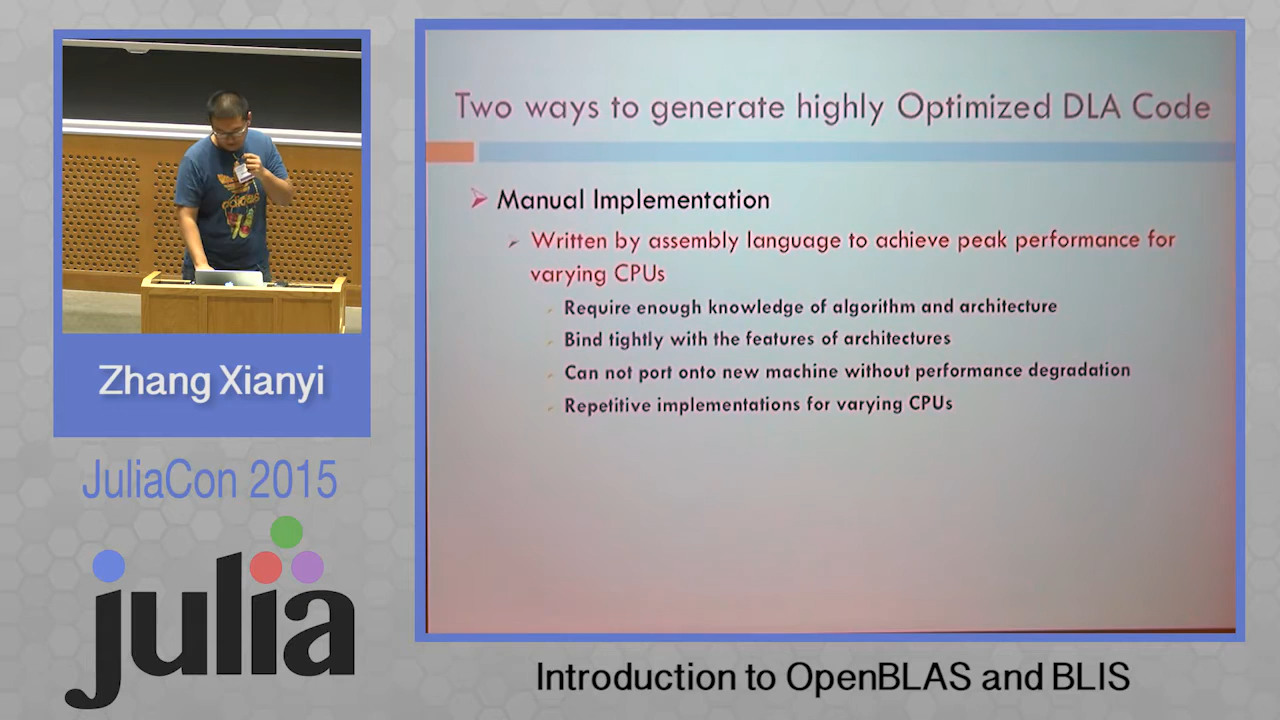 Two ways to generate highly Optimized DLA Code
Manual Implementation
Written by assembly language to achieve peak performance for
varying CPUs
Require enough knowledge of algorithm and architecture
Bind tightly with the features of architectures
Can not port onto new machine without performance degradation
Repetitive implementations for varying CPUs
Zhang Xianyi
JuliaCon 2015
julia
Introduction to OpenBLAS and BLIS